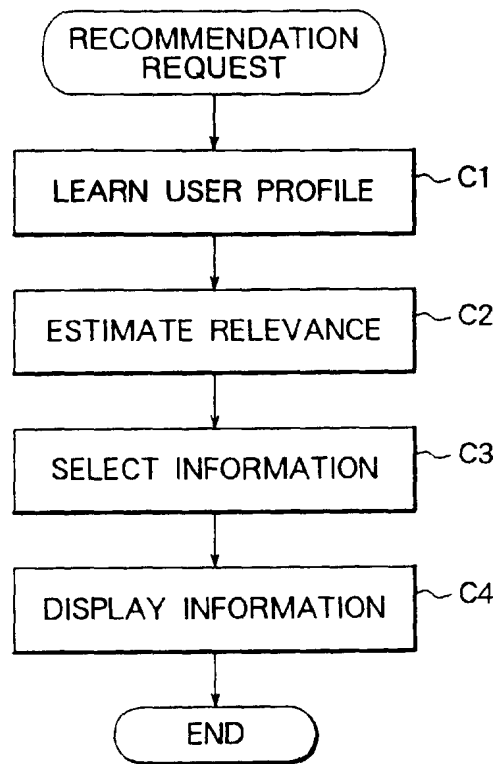 RECOMMENDATION
REQUEST
LEARN USER PROFILE
C1
ESTIMATE RELEVANCE
C2
SELECT INFORMATION
C3
DISPLAY INFORMATION
C4
END